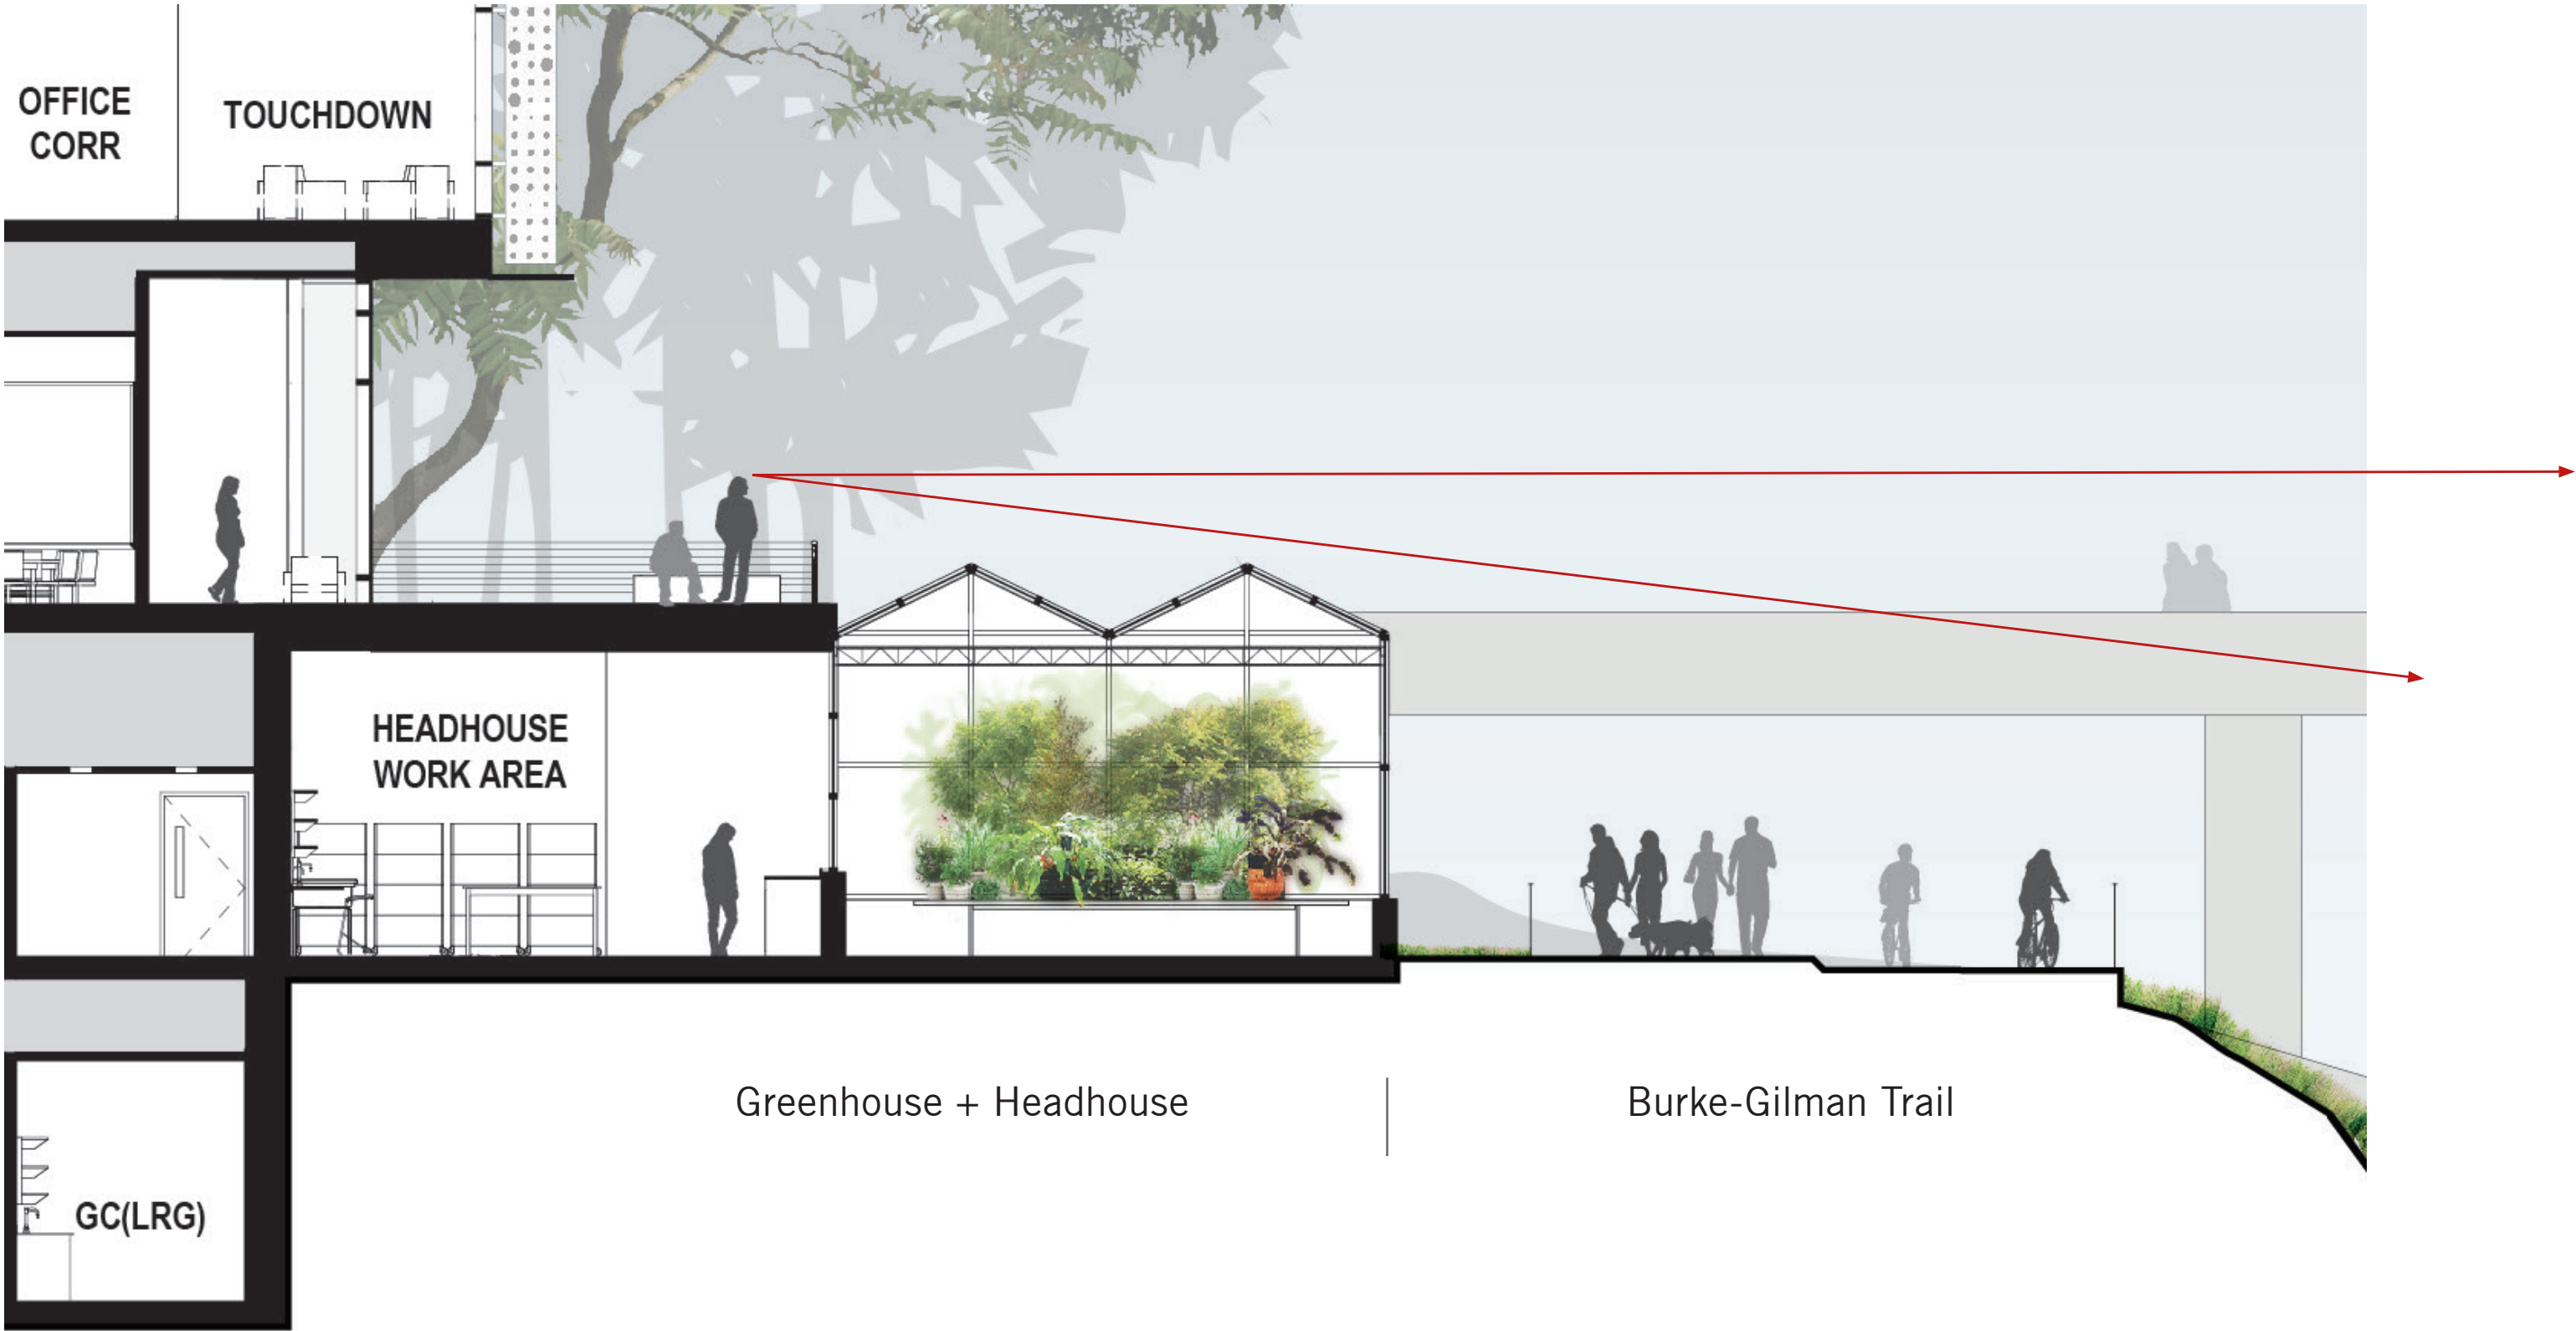 OFFICE
CORR
TOUCHDOWN
HEADHOUSE
WORK AREA
Greenhouse + Headhouse
Burke-Gilman Trail
GC(LRG)